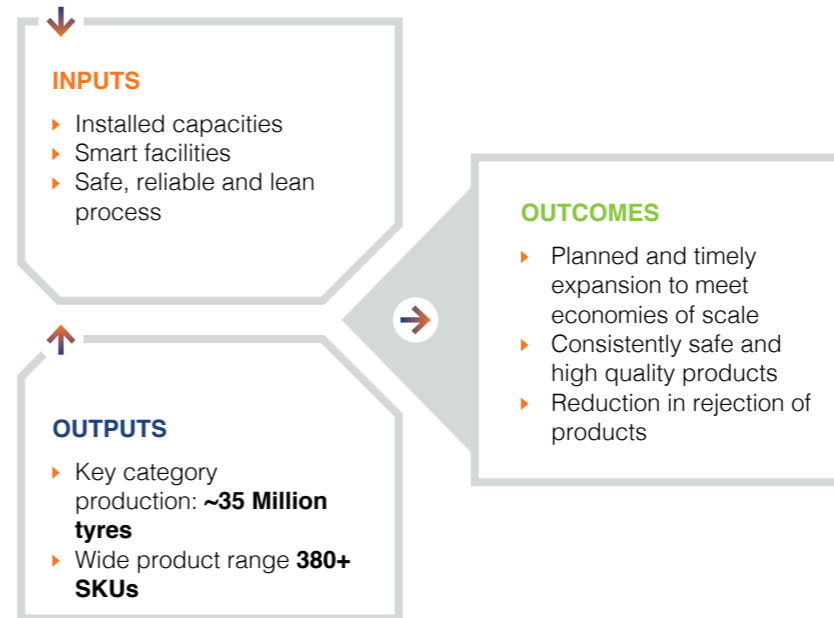 INPUTS
Installed capacities
Smart facilities
Safe, reliable and lean
process
OUTPUTS
Key category
production: ~35 Million
tyres
Wide product range 380+
SKUs
OUTCOMES
Planned and timely
expansion to meet
economies of scale
Consistently safe and
high quality products
Reduction in rejection of
products